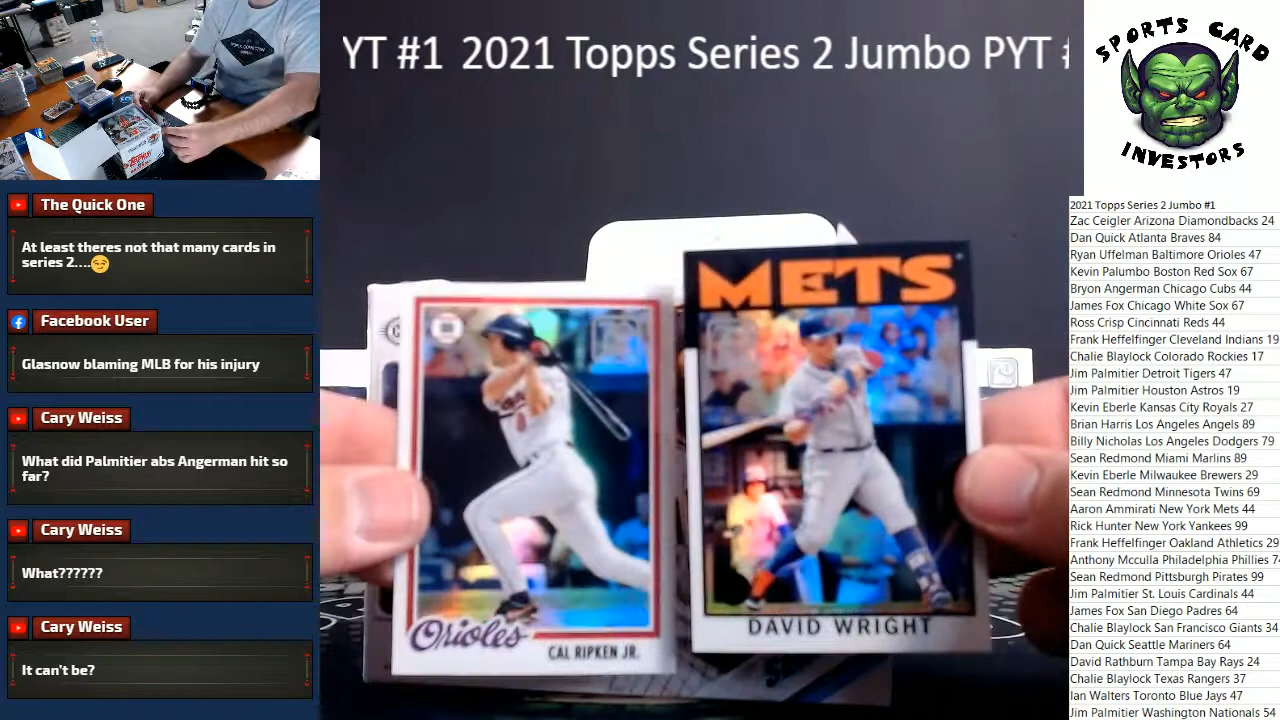 YT #1 2021 Topps Series 2 Jumbo PYT #
SPORTS CARD
INVESTORS
The Quick One
At least theres not that many cards in
series 2....
Facebook User
Glasnow blaming MLB for his injury
Cary Weiss
What did Palmitier abs Angerman hit so
far?
Cary Weiss
What??????
Cary Weiss
It can't be?
METS
DAVID WRIGHT
Orioles
CAL RIPKEN JR.
2021 Topps Series 2 Jumbo #1
Zac Ceigler Arizona Diamondbacks 24
Dan Quick Atlanta Braves 84
Ryan Uffelman Baltimore Orioles 47
Kevin Palumbo Boston Red Sox 67
Bryon Angerman Chicago Cubs 44
James Fox Chicago White Sox 67
Ross Crisp Cincinnati Reds 44
Frank Heffelfinger Cleveland Indians 19
Chalie Blaylock Colorado Rockies 17
Jim Palmitier Detroit Tigers 47
Jim Palmitier Houston Astros 19
Kevin Eberle Kansas City Royals 27
Brian Harris Los Angeles Angels 89
Billy Nicholas Los Angeles Dodgers 79
Sean Redmond Miami Marlins 89
Kevin Eberle Milwaukee Brewers 29
Sean Redmond Minnesota Twins 69
Aaron Ammirati New York Mets 44
Rick Hunter New York Yankees 99
Frank Heffelfinger Oakland Athletics 29
Anthony Mcculla Philadelphia Phillies 7
Sean Redmond Pittsburgh Pirates 99
Jim Palmitier St. Louis Cardinals 44
James Fox San Diego Padres 64
Chalie Blaylock San Francisco Giants 34
Dan Quick Seattle Mariners 64
David Rathburn Tampa Bay Rays 24
Chalie Blaylock Texas Rangers 37
Ian Walters Toronto Blue Jays 47
Jim Palmitier Washington Nationals 54